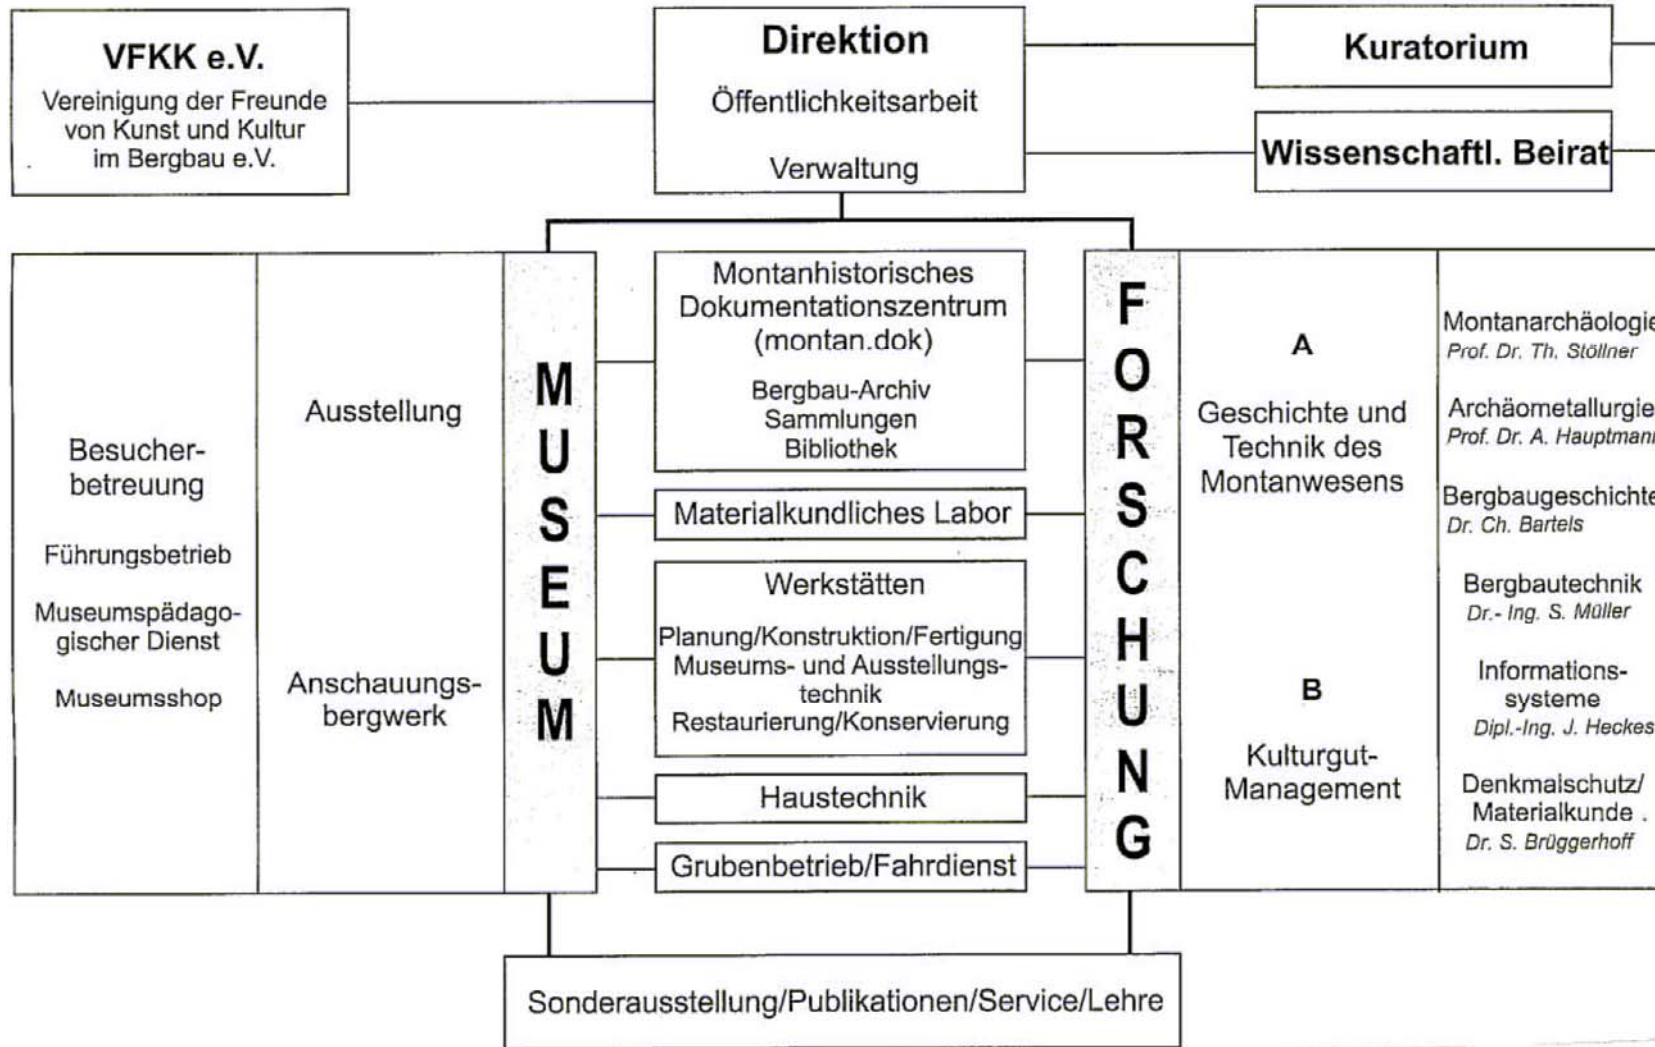 VFKK e.V.
Vereinigung der Freunde
von Kunst und Kultur
im Bergbau e.V.
Direktion
Öffentlichkeitsarbeit
Verwaltung
Kuratorium
Wissenschaftl. Beirat
Besucher-
betreuung
Führungsbetrieb
Museumspädago-
gischer Dienst
Museumsshop
Ausstellung
Anschauungs-
bergwerk
MUSEUM
Montanhistorisches
Dokumentationszentrum
(montan.dok)
Bergbau-Archiv
Sammlungen
Bibliothek
Materialkundliches Labor
Werkstätten
Planung/Konstruktion/Fertigung
Museums- und Ausstellungs-
technik
Restaurierung/Konservierung
Haustechnik
Grubenbetrieb/Fahrdienst
FORSCHUNG
A
Geschichte und
Technik des
Montanwesens
B
Kulturgut-
Management
Montanarchäologie
Prof. Dr. Th. Stöllner
Archäometallurgie
Prof. Dr. A. Hauptmann
Bergbaugeschichte
Dr. Ch. Bartels
Bergbautechnik
Dr.- Ing. S. Müller
Informations-
systeme
Dipl.-Ing. J. Heckes
Denkmalschutz/
Materialkunde .
Dr. S. Brüggerhoff
Sonderausstellung/Publikationen/Service/Lehre